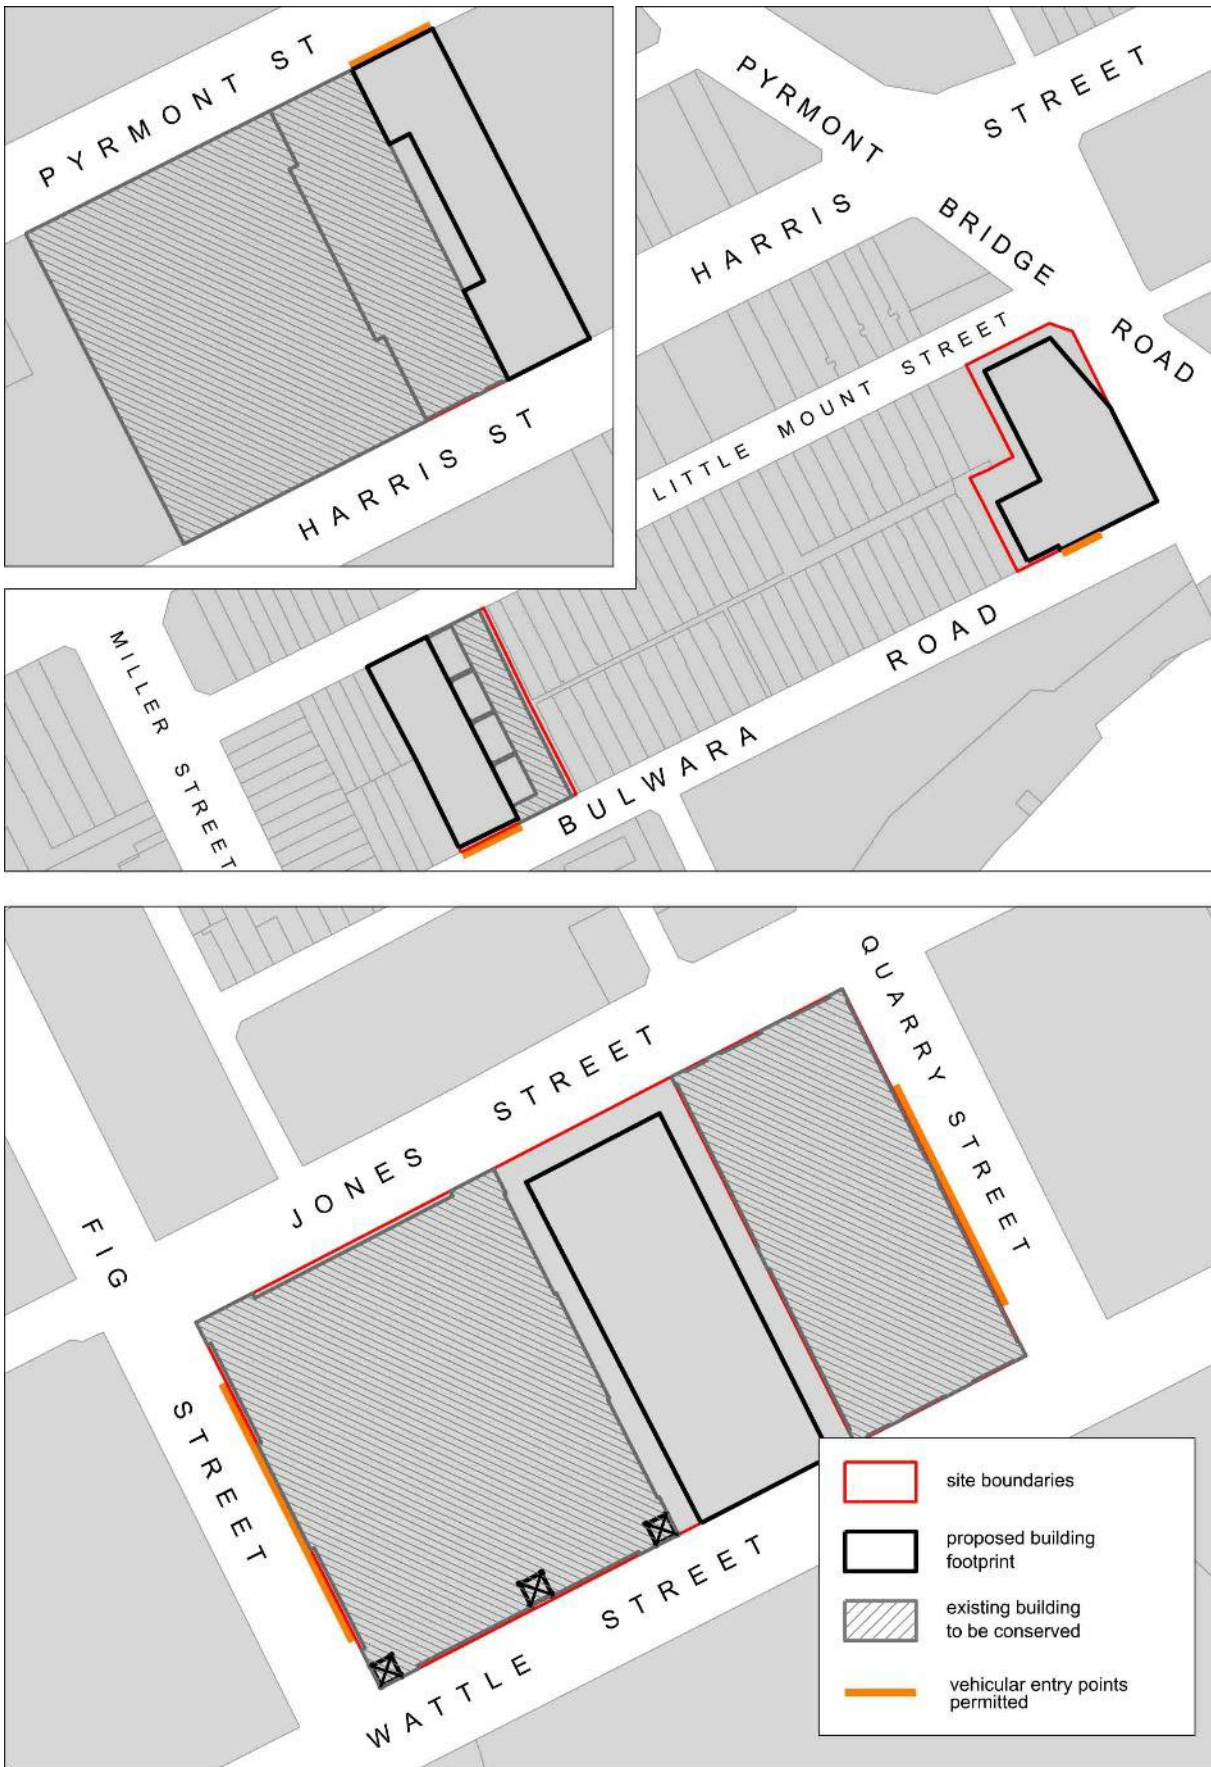 PYRMONT ST
HARRIS ST
PYRMONT
BRIDGE
ROAD
HARRIS STREET
LITTLE MOUNT STREET
MILLER STREET
BULWARA ROAD
JONES STREET
QUARRY STREET
FIG
STREET
WATTLE STREET
site boundaries
proposed building
footprint
existing building
to be conserved
vehicular entry points
permitted